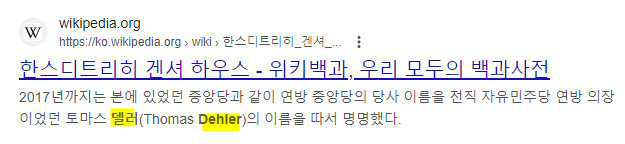 W
wikipedia.org
https://ko.wikipedia.org › wiki › 한스디트리히_겐셔_...
한스디트리히 겐셔 하우스 - 위키백과, 우리 모두의 백과사전
2017년까지는 본에 있었던 중앙당과 같이 연방 중앙당의 당사 이름을 전직 자유민주당 연방 의장
이었던 토마스 델러(Thomas Dehler)의 이름을 따서 명명했다.